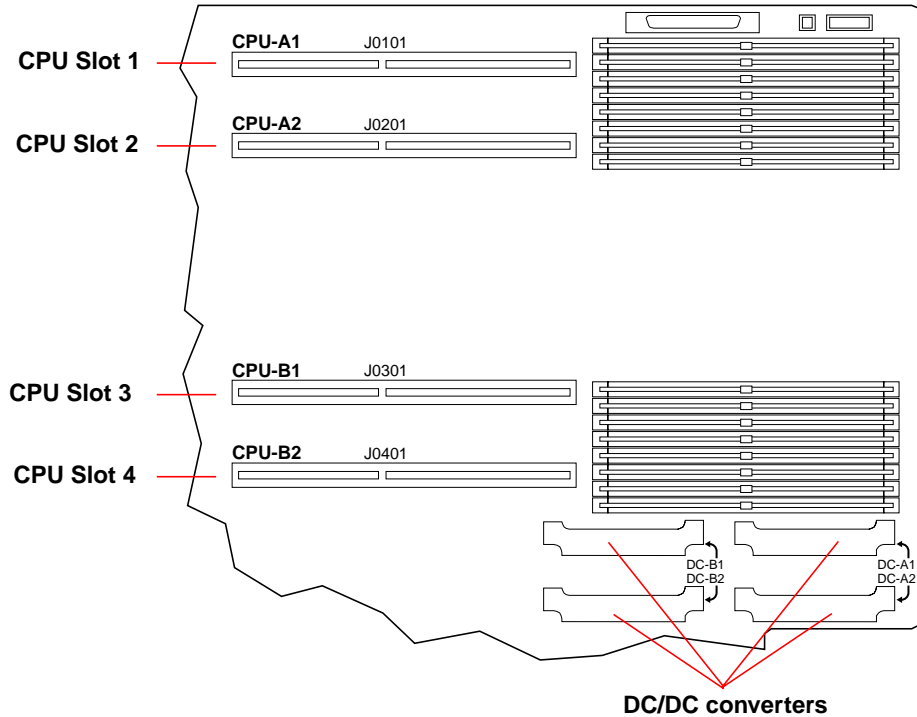 CPU-A1 J0101
CPU Slot 1
CPU-A2 J0201
CPU Slot 2
CPU-B1 J0301
CPU Slot 3
CPU-B2 J0401
CPU Slot 4
DC-B1 DC-A1
DC-B2 DC-A2
DC/DC converters